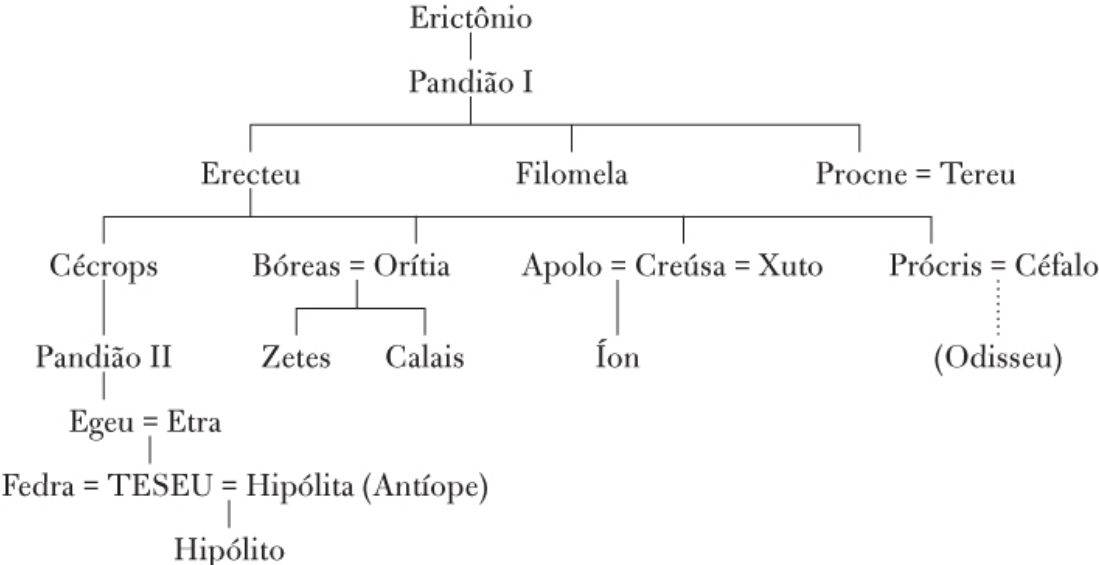 Erictônio
Pandião I
Erecteu Filomela Procne = Tereu
Cécrops Bóreas = Orítia Apolo = Creúsa = Xuto Prócris = Céfalo
Pandião II Zetes Calais Íon (Odisseu)
Egeu = Etra
Fedra = TESEU = Hipólita (Antíope)
Hipólito